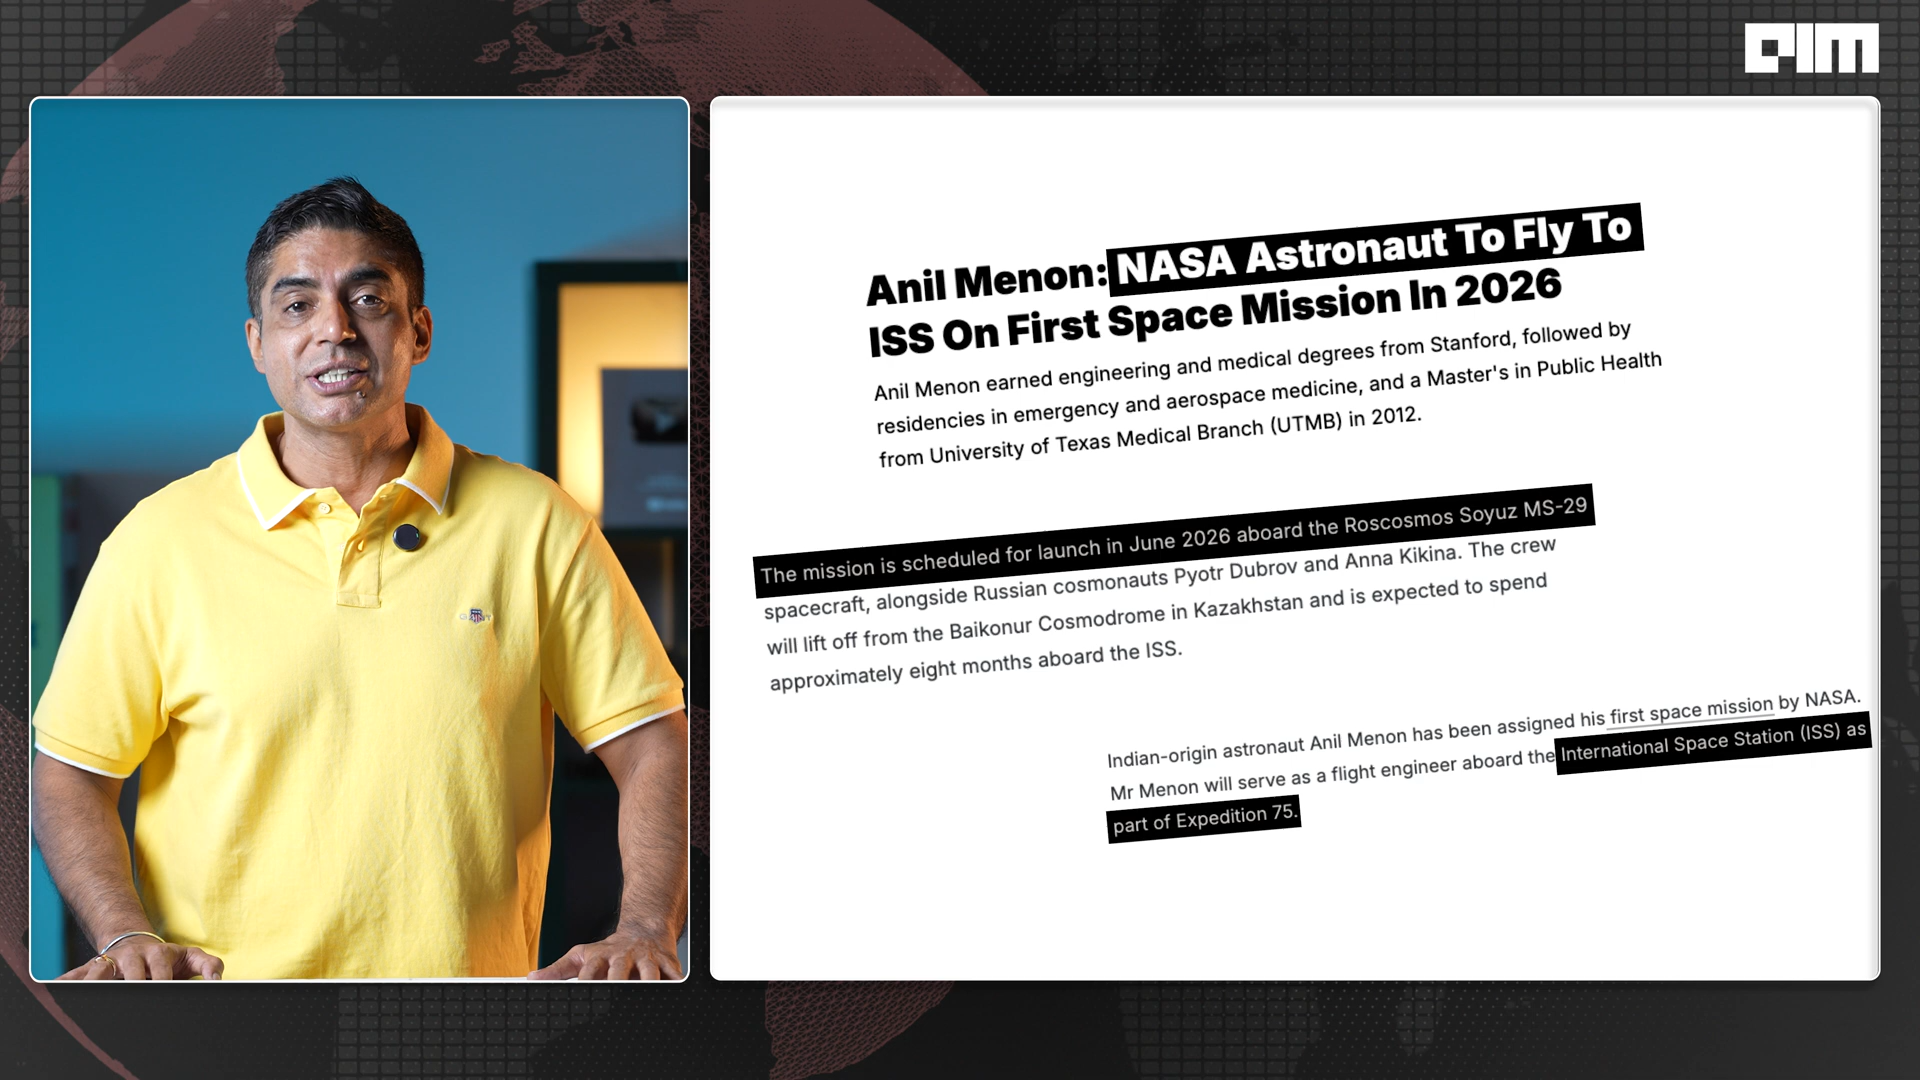 AIM
Anil Menon: NASA Astronaut To Fly To
ISS On First Space Mission In 2026
Anil Menon earned engineering and medical degrees from Stanford, followed by
residencies in emergency and aerospace medicine, and a Master's in Public Health
from University of Texas Medical Branch (UTMB) in 2012.
The mission is scheduled for launch in June 2026 aboard the Roscosmos Soyuz MS-29
spacecraft, alongside Russian cosmonauts Pyotr Dubrov and Anna Kikina. The crew
will lift off from the Baikonur Cosmodrome in Kazakhstan and is expected to spend
approximately eight months aboard the ISS.
Indian-origin astronaut Anil Menon has been assigned his first space mission by NASA.
Mr Menon will serve as a flight engineer aboard the International Space Station (ISS) as
part of Expedition 75.